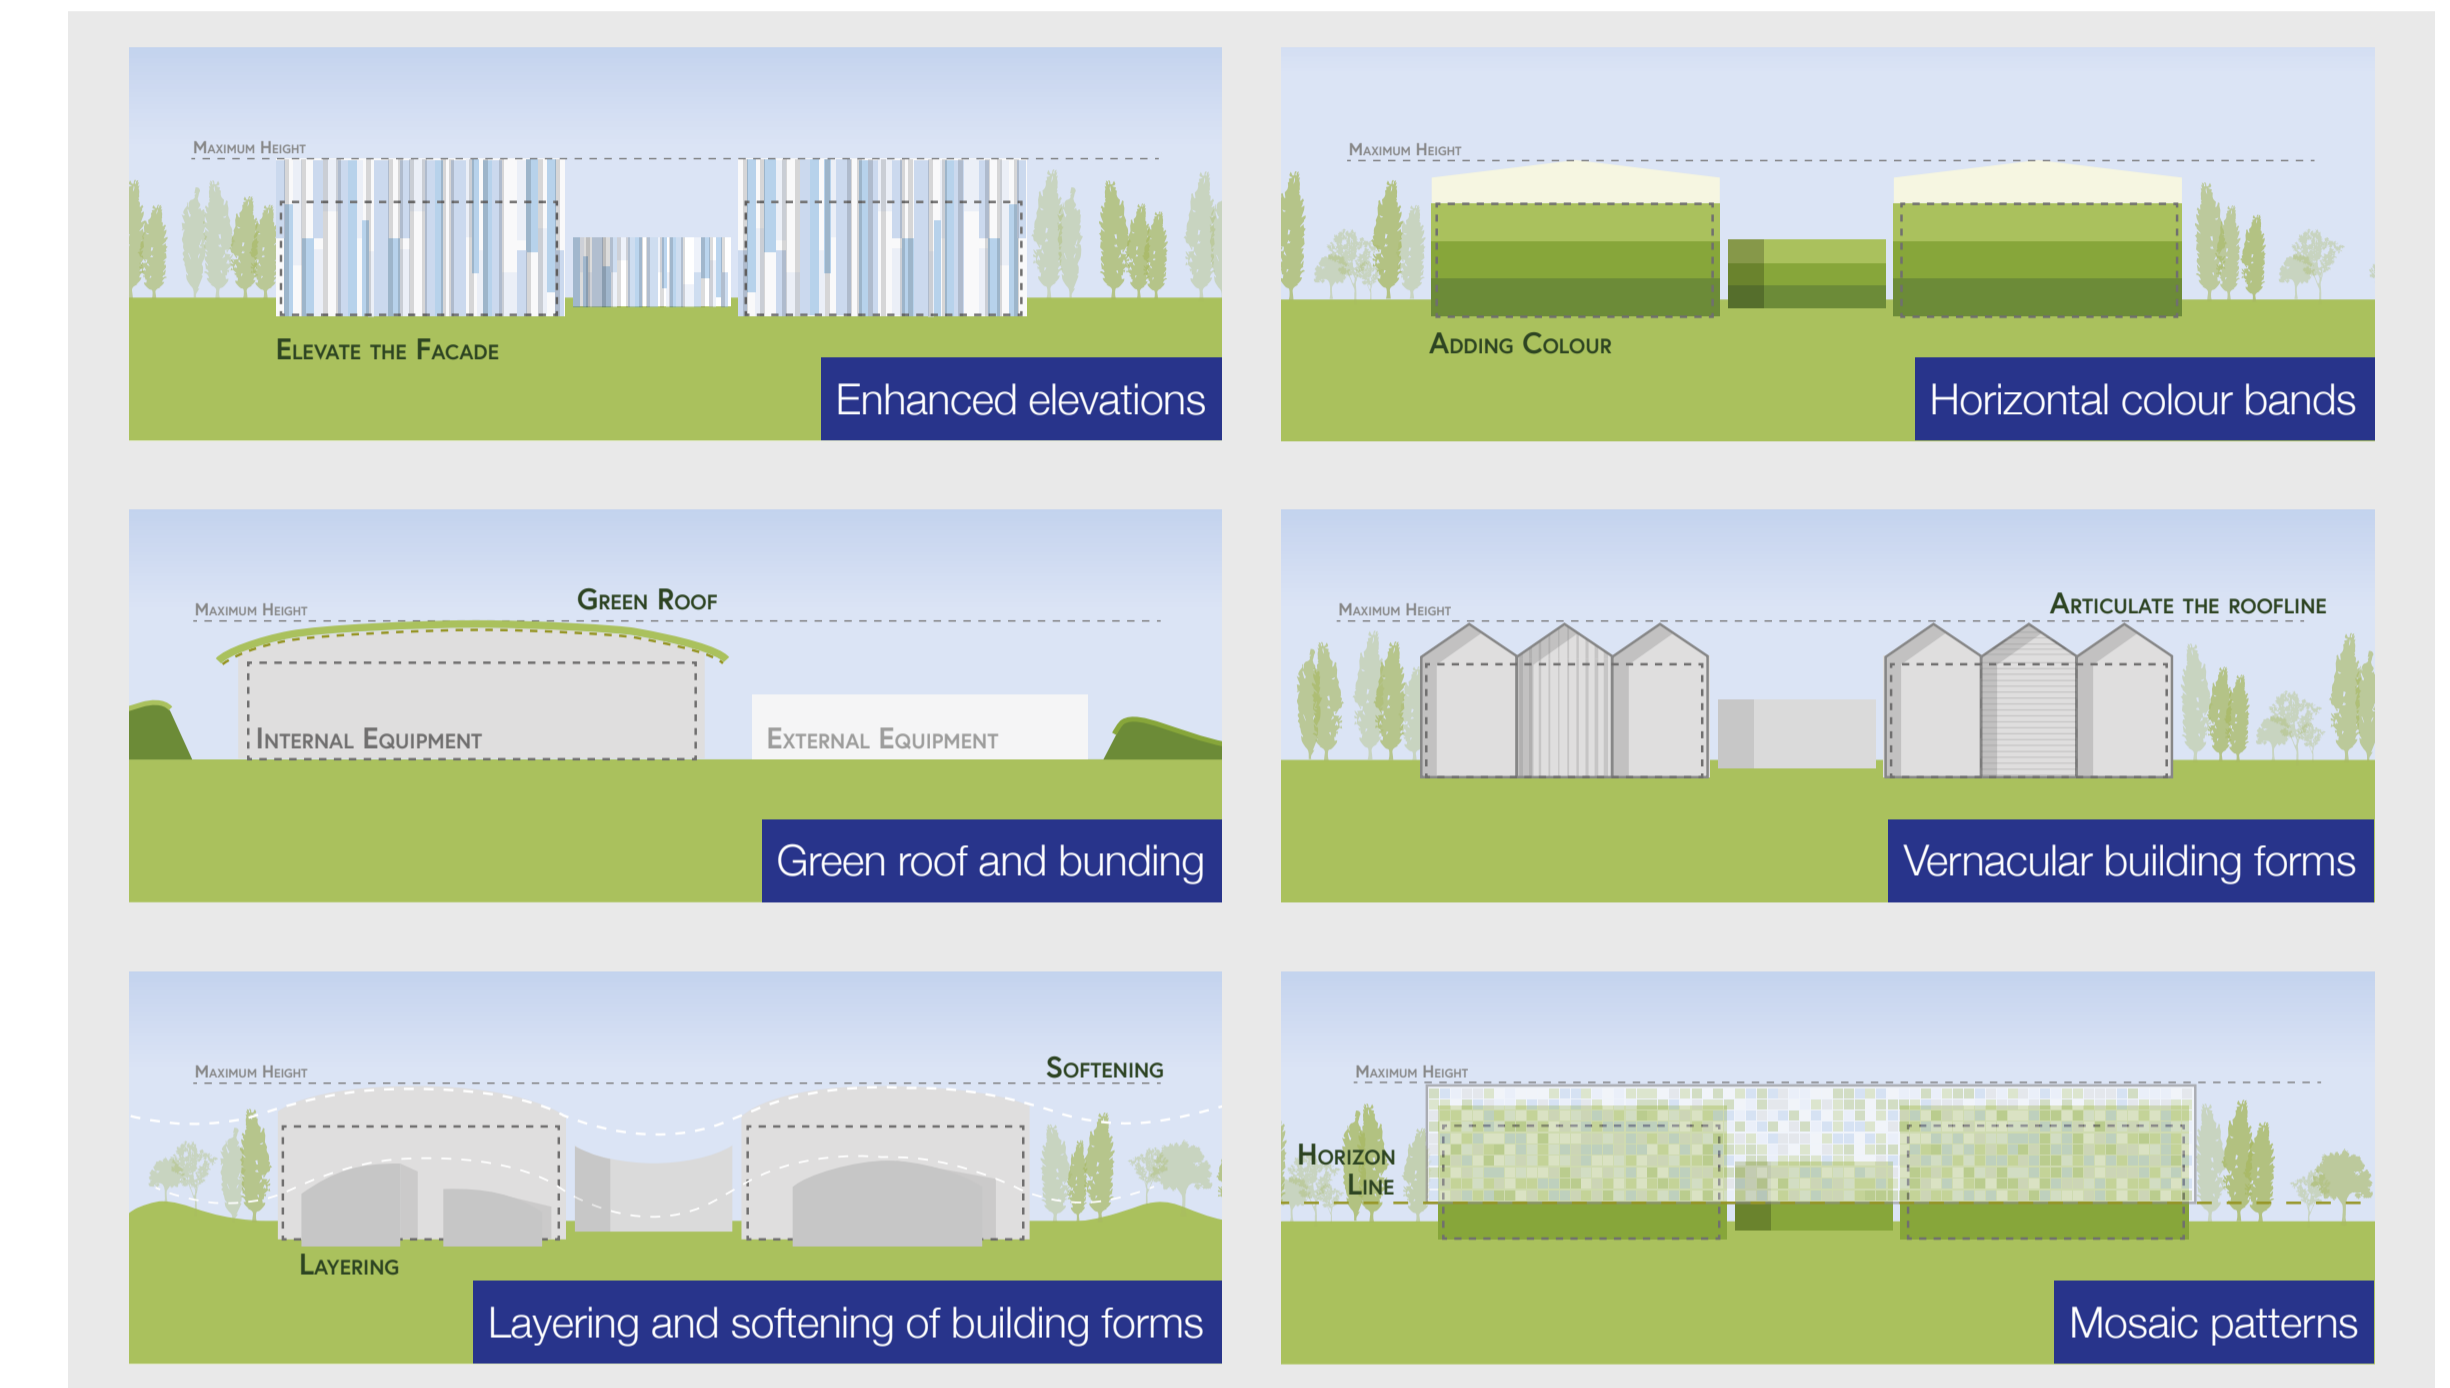 Maximum Height
Elevate the Facade
Enhanced elevations
Maximum Height
Adding Colour
Horizontal colour bands
Green Roof
Maximum Height
Internal Equipment
External Equipment
Green roof and bunding
Articulate the roofline
Maximum Height
Vernacular building forms
Softening
Maximum Height
Layering
Layering and softening of building forms
Maximum Height
Horizon
Line
Mosaic patterns